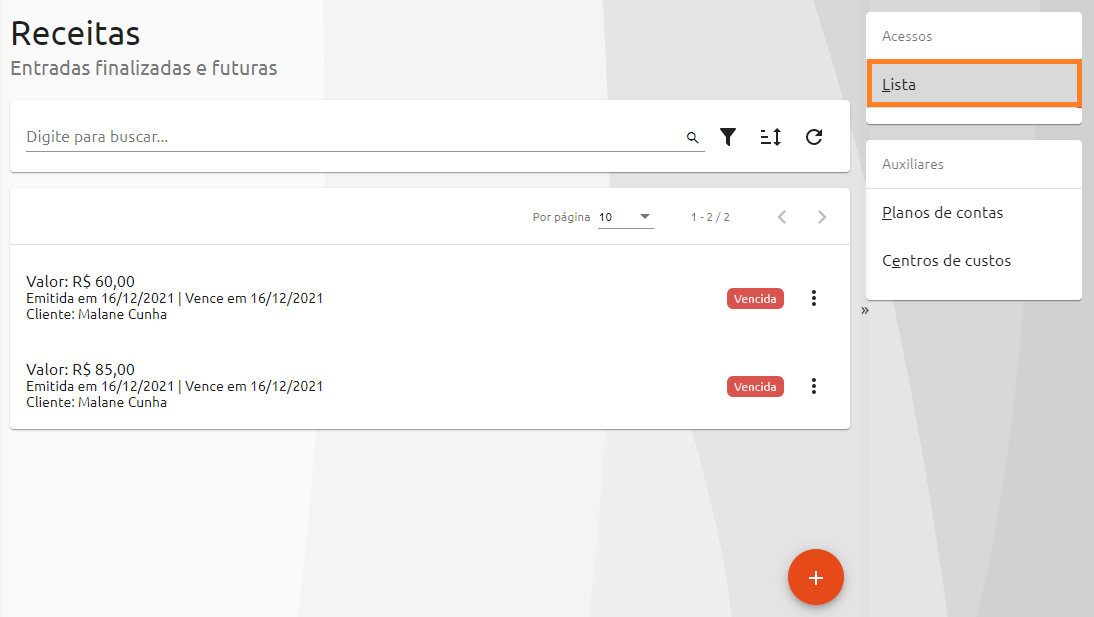 Receitas
Entradas finalizadas e futuras
Digite para buscar...
Por página 10 1 - 2 / 2
Valor: R$ 60,00
Emitida em 16/12/2021 | Vence em 16/12/2021
Cliente: Malane Cunha
Vencida
Valor: R$ 85,00
Emitida em 16/12/2021 | Vence em 16/12/2021
Cliente: Malane Cunha
Vencida
Acessos
Lista
Auxiliares
Planos de contas
Centros de custos
»